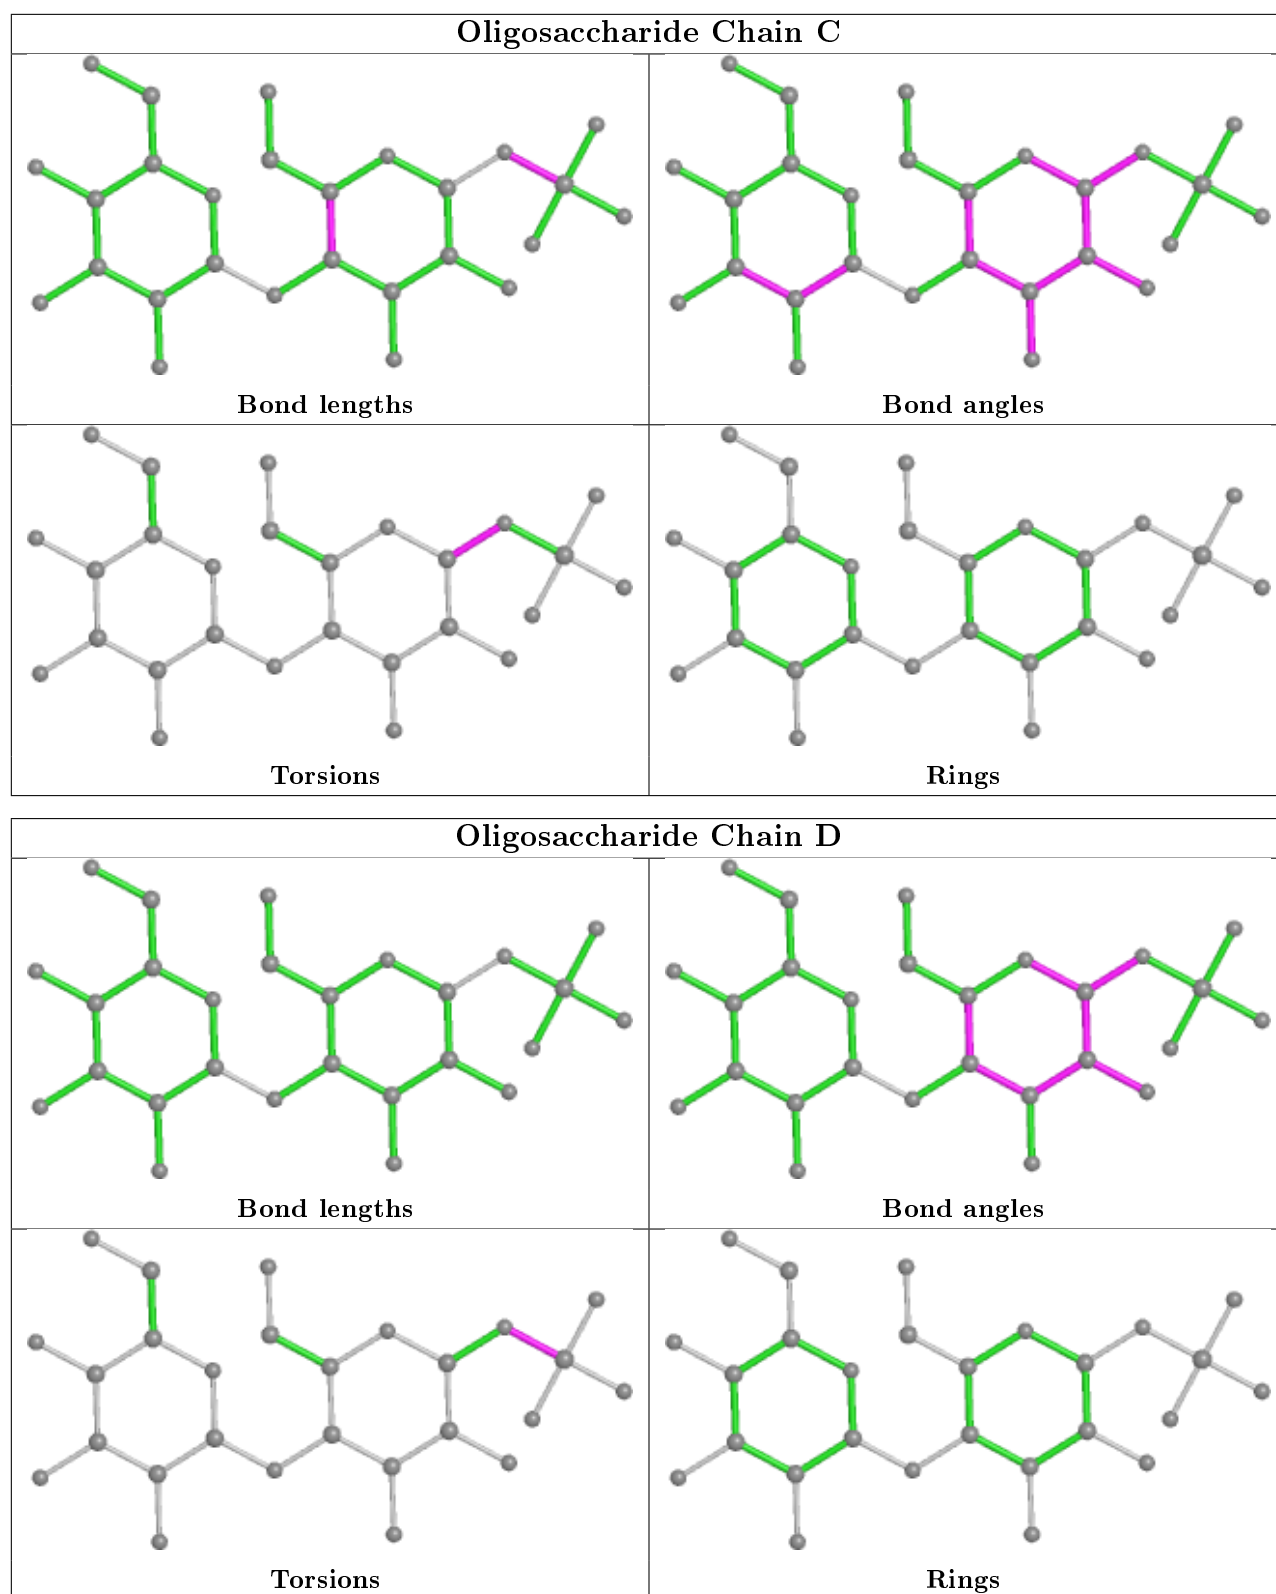 Oligosaccharide Chain C
Bond lengths
Bond angles
Torsions
Rings
Oligosaccharide Chain D
Bond lengths
Bond angles
Torsions
Rings